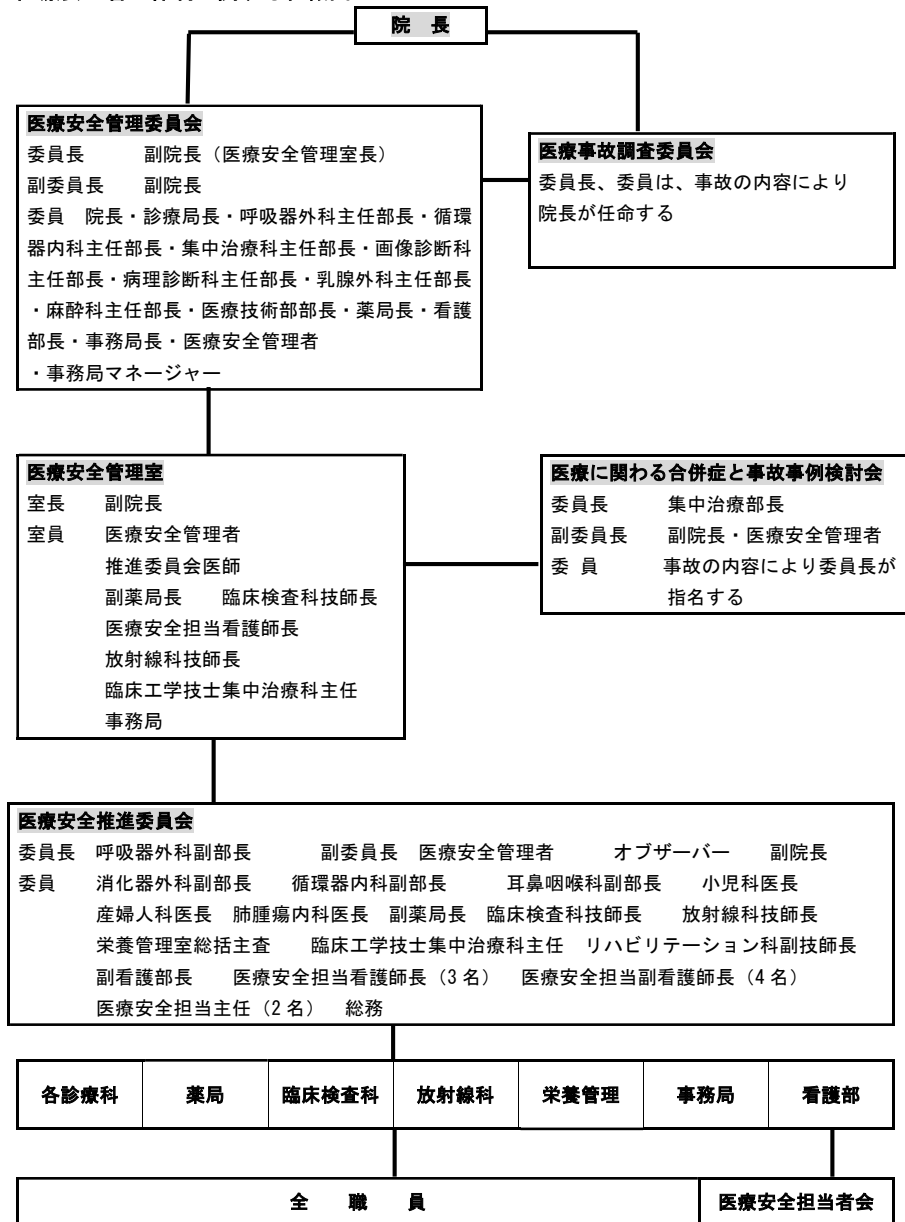 院　長
医療安全管理委員会
委員長　　　副院長（医療安全管理室長）
副委員長　　副院長
委員　院長・診療局長・呼吸器外科主任部長・循環
器内科主任部長・集中治療科主任部長・画像診断科
主任部長・病理診断科主任部長・乳腺外科主任部長
・麻酔科主任部長・医療技術部部長・薬局長・看護
部長・事務局長・医療安全管理者
・事務局マネージャー
医療事故調査委員会
委員長、委員は、事故の内容により
院長が任命する
医療安全管理室
室長　　副院長
室員　　医療安全管理者
推進委員会医師
副薬局長　　臨床検査科技師長
医療安全担当看護師長
放射線科技師長
臨床工学技士集中治療科主任
事務局
医療に関わる合併症と事故事例検討会
委員長　　　集中治療部長
副委員長　　副院長・医療安全管理者
委 員　　　事故の内容により委員長が
指名する
医療安全推進委員会
委員長　呼吸器外科副部長　　　副委員長　医療安全管理者　　　オブザーバー　　副院長
委員　　消化器外科副部長　　循環器内科副部長　　　耳鼻咽喉科副部長　　小児科医長
産婦人科医長　肺腫瘍内科医長　副薬局長　臨床検査科技師長　　放射線科技師長
栄養管理室総括主査　　臨床工学技士集中治療科主任　リハビリテーション科副技師長
副看護部長　　医療安全担当看護師長（3名）　医療安全担当副看護師長（4名）
医療安全担当主任（2名）　総務
各診療科　薬局　臨床検査科　放射線科　栄養管理　事務局　看護部
全　職　員　医療安全担当者会